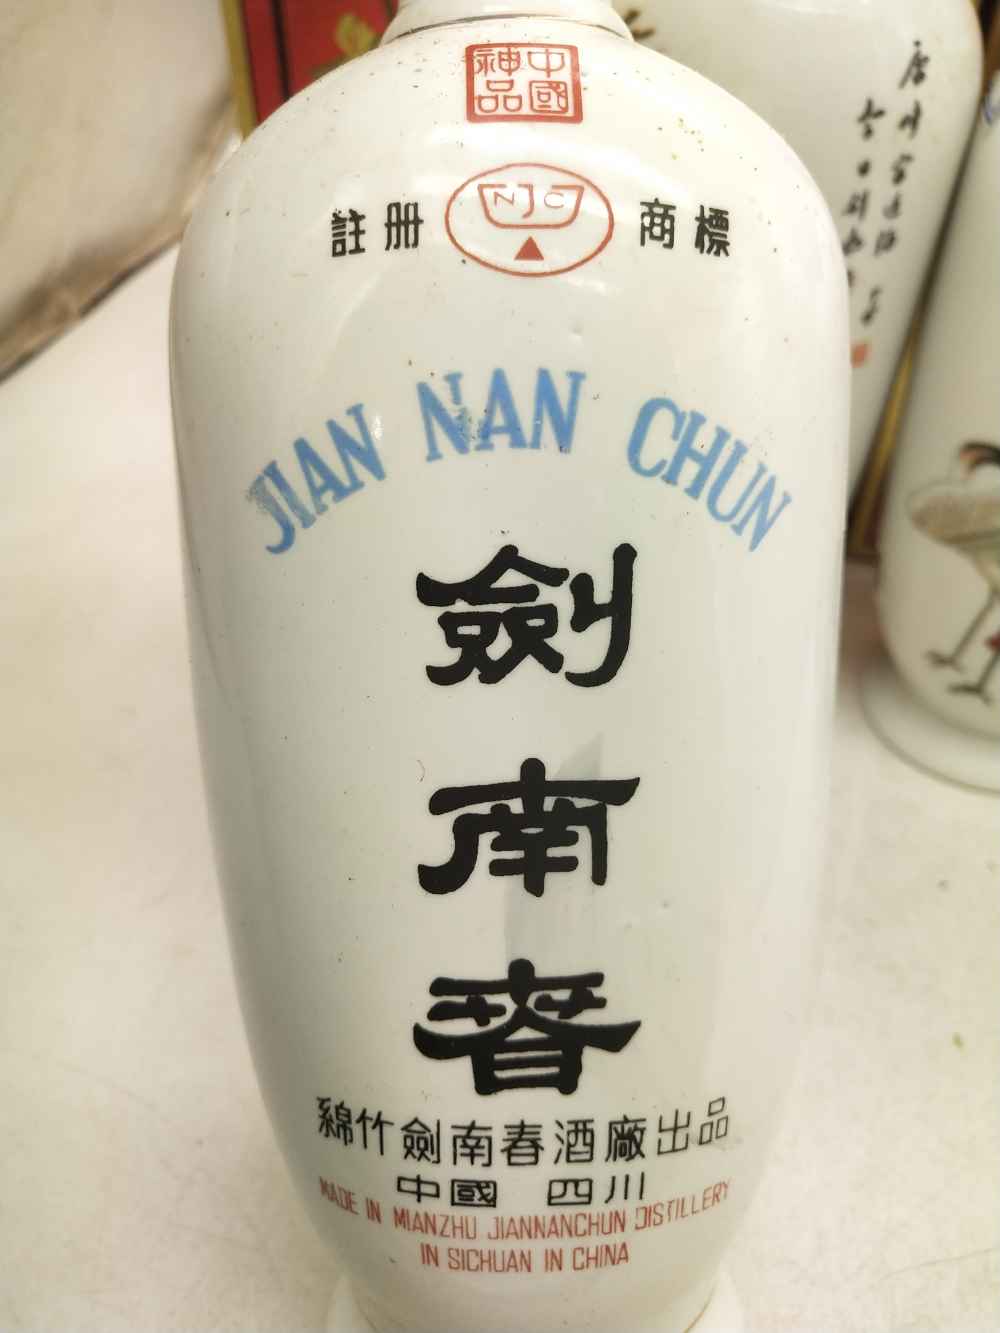 中國
神品
註册 NJC 商標
JIAN NAN CHUN
劍
南
春
綿竹劍南春酒廠出品
中國 四川
MADE IN MIANZHU JIANNANCHUN DISTILLERY
IN SICHUAN IN CHINA